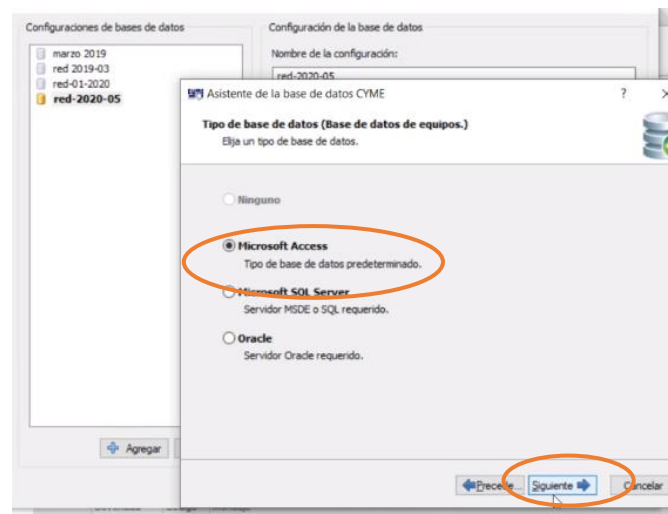 Configuraciones de bases de datos
Configuración de la base de datos
marzo 2019
red 2019-03
red-01-2020
red-2020-05
Nombre de la configuración:
red-2020-05
Asistente de la base de datos CYME
?
Tipo de base de datos (Base de datos de equipos.)
Elija un tipo de base de datos.
Ninguno
Microsoft Access
Tipo de base de datos predeterminado.
Microsoft SQL Server
Servidor MSDE o SQL requerido.
Oracle
Servidor Oracle requerido.
Agregar
Precede... Siguiente Cancelar